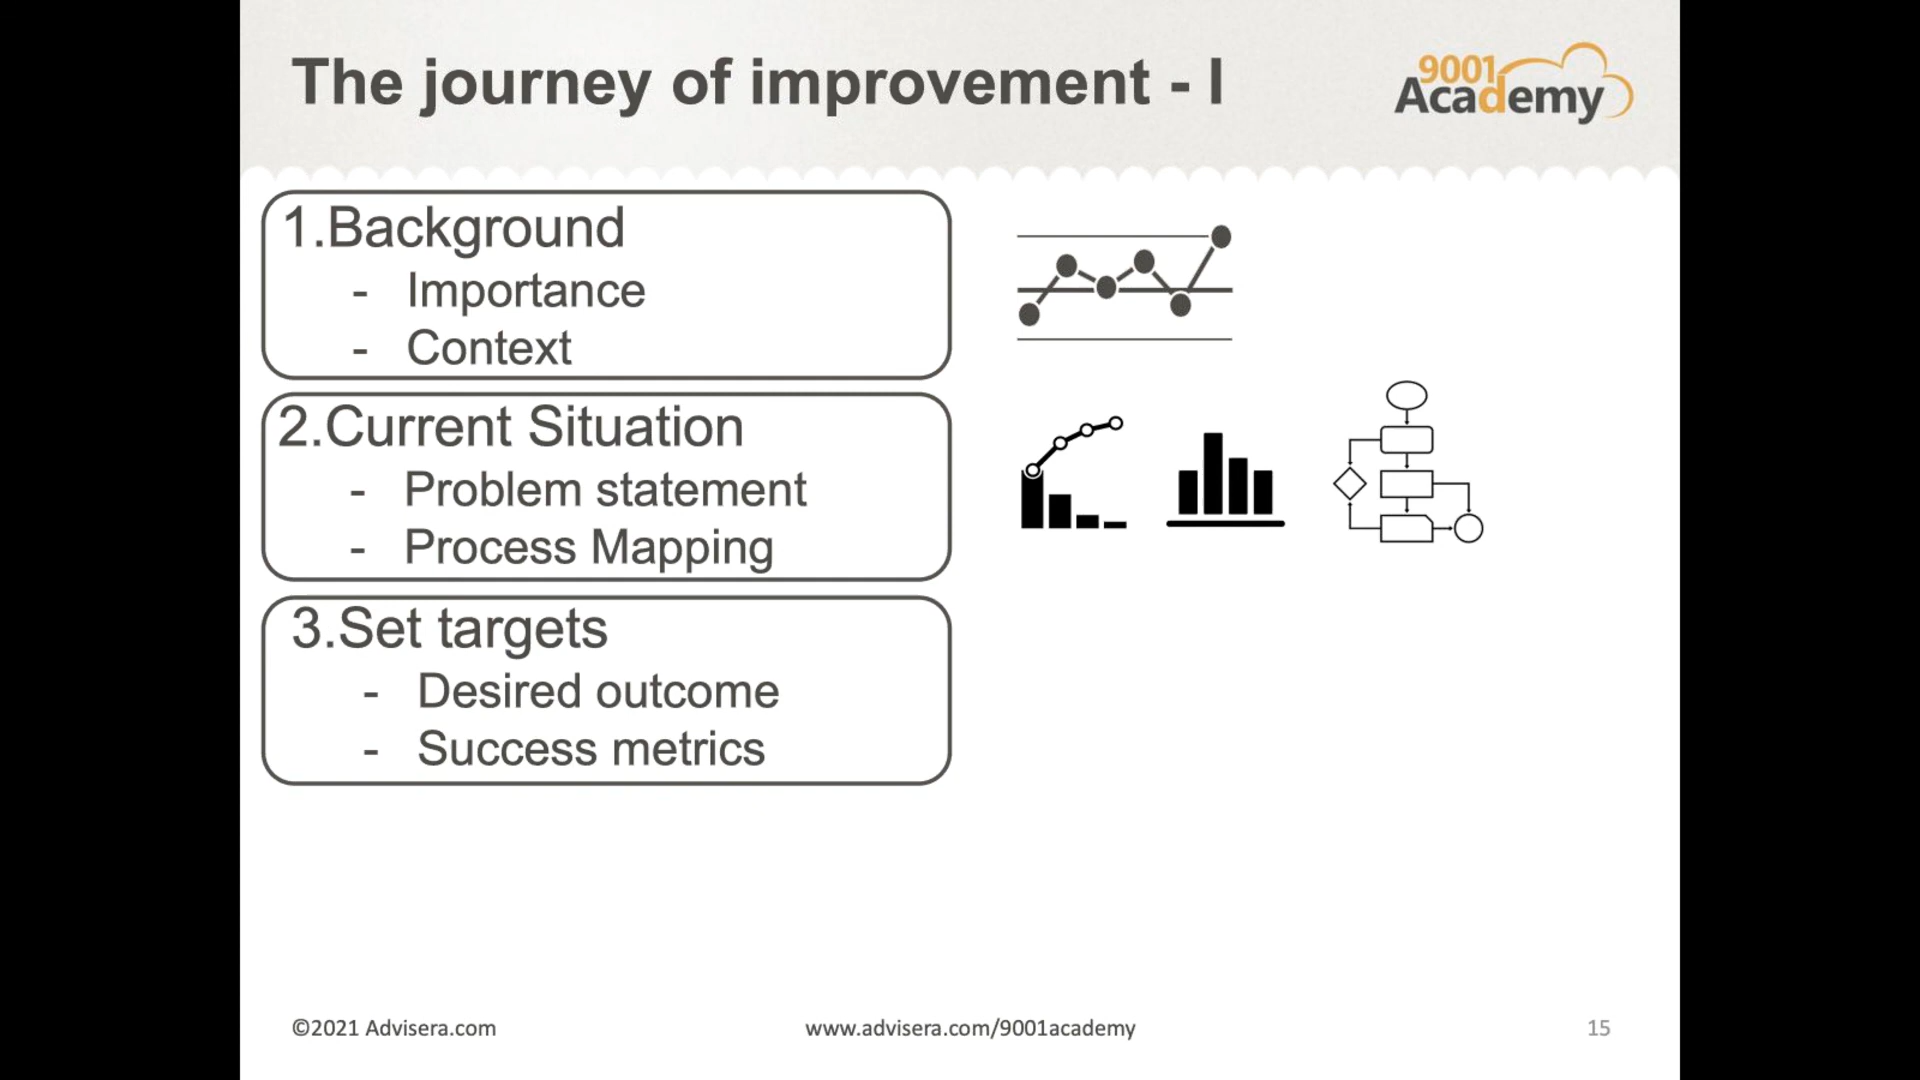 The journey of improvement - I
9001
Academy
1.Background
- Importance
- Context
2.Current Situation
- Problem statement
- Process Mapping
3.Set targets
- Desired outcome
- Success metrics
©2021 Advisera.com
www.advisera.com/9001academy
15